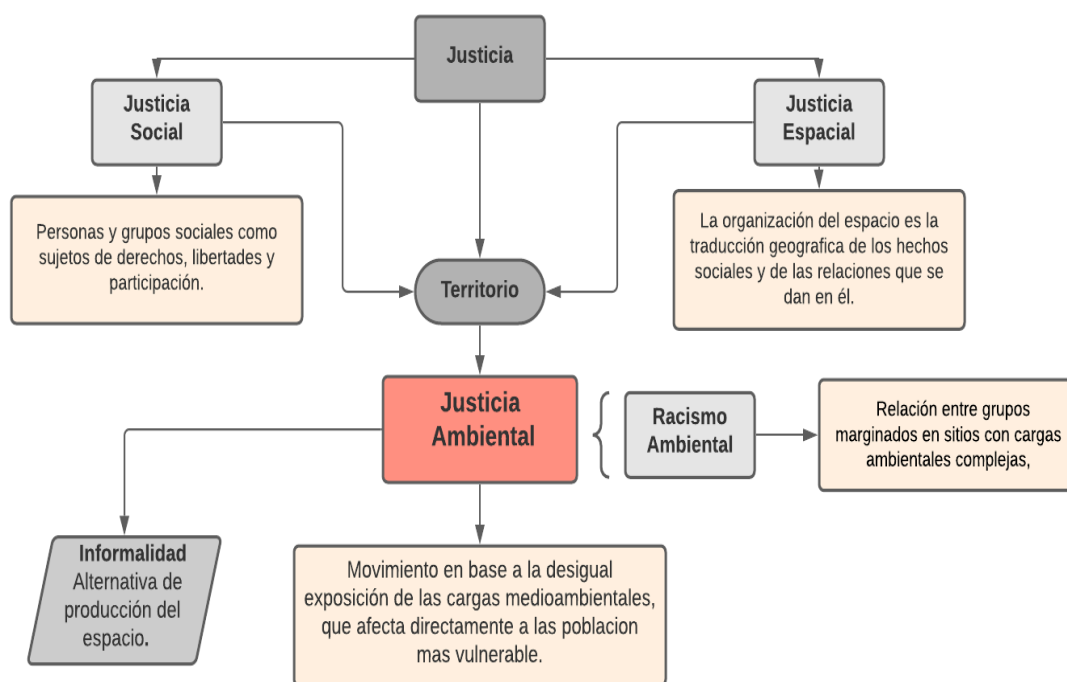 Justicia
Justicia
Social
Justicia
Espacial
Personas y grupos sociales como
sujetos de derechos, libertades y
participación.
La organización del espacio es la
traducción geografica de los hechos
sociales y de las relaciones que se
dan en él.
Territorio
Justicia
Ambiental
Racismo
Ambiental
Relación entre grupos
marginados en sitios con cargas
ambientales complejas,
Informalidad
Alternativa de
producción del
espacio.
Movimiento en base a la desigual
exposición de las cargas medioambientales,
que afecta directamente a las poblacion
mas vulnerable.